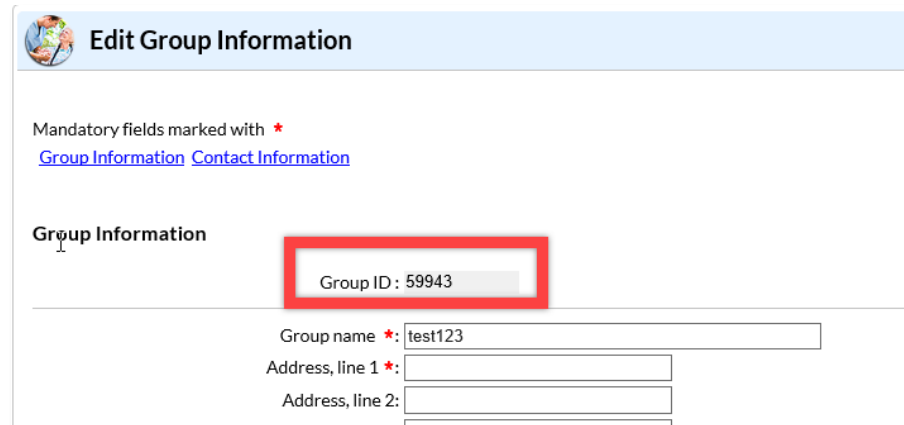 Edit Group Information
Mandatory fields marked with *
Group Information Contact Information
Group Information
Group ID : 59943
Group name *: test123
Address, line 1 *:
Address, line 2: